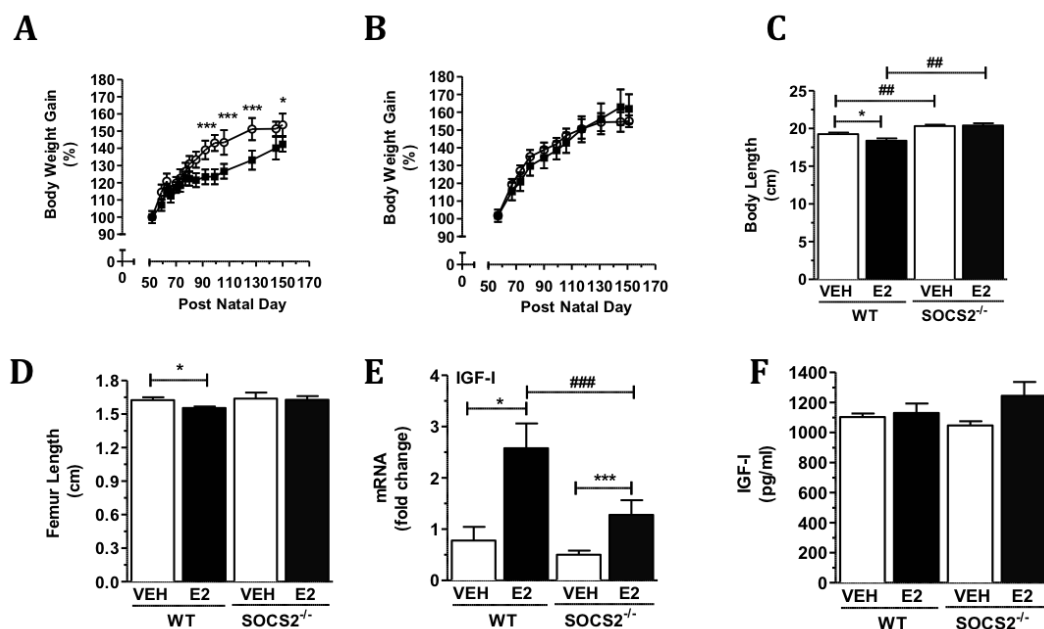 A
Body Weight Gain
(%)
180
170
160
150
140
130
120
110
100
90
0
*** *** *** *
0 50 70 90 110 130 150 170
Post Natal Day
B
Body Weight Gain
(%)
180
170
160
150
140
130
120
110
100
90
0
0 50 70 90 110 130 150 170
Post Natal Day
C
Body Length
(cm)
25
20
15
10
5
0
##
##
*
VEH E2 VEH E2
WT SOCS2-/-
D
Femur Length
(cm)
1.8
1.5
1.2
0.9
0.6
0.3
0.0
*
VEH E2 VEH E2
WT SOCS2-/-
E
IGF-I
mRNA
(fold change)
4
3
2
1
0
###
*
***
VEH E2 VEH E2
WT SOCS2-/-
F
IGF-I
(pg/ml)
1400
1200
1000
800
600
400
200
0
VEH E2 VEH E2
WT SOCS2-/-